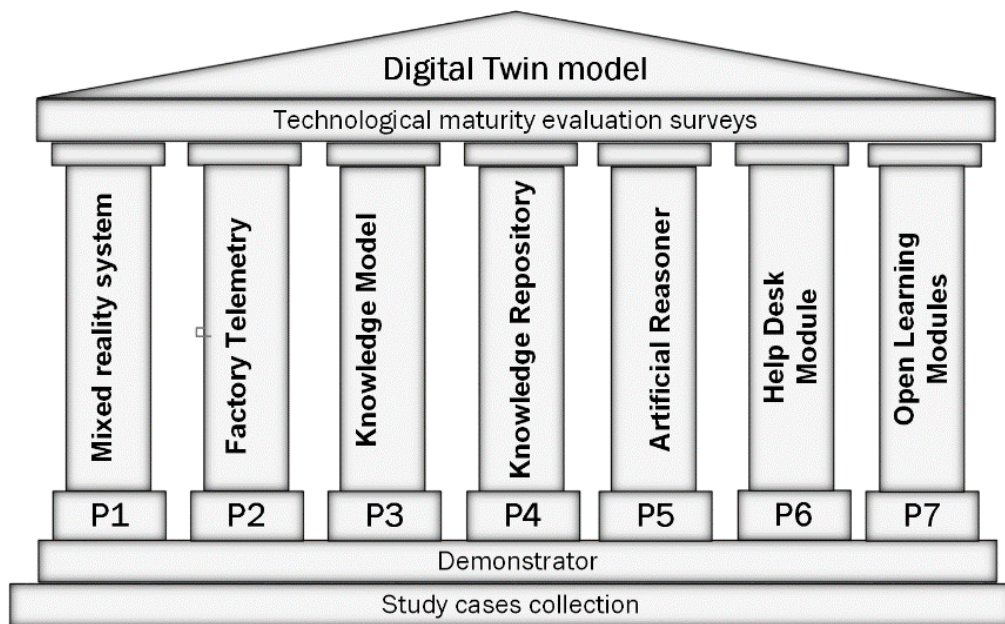 Digital Twin model
Technological maturity evaluation surveys
Mixed reality system
Factory Telemetry
Knowledge Model
Knowledge Repository
Artificial Reasoner
Help Desk
Module
Open Learning
Modules
P1 P2 P3 P4 P5 P6 P7
Demonstrator
Study cases collection